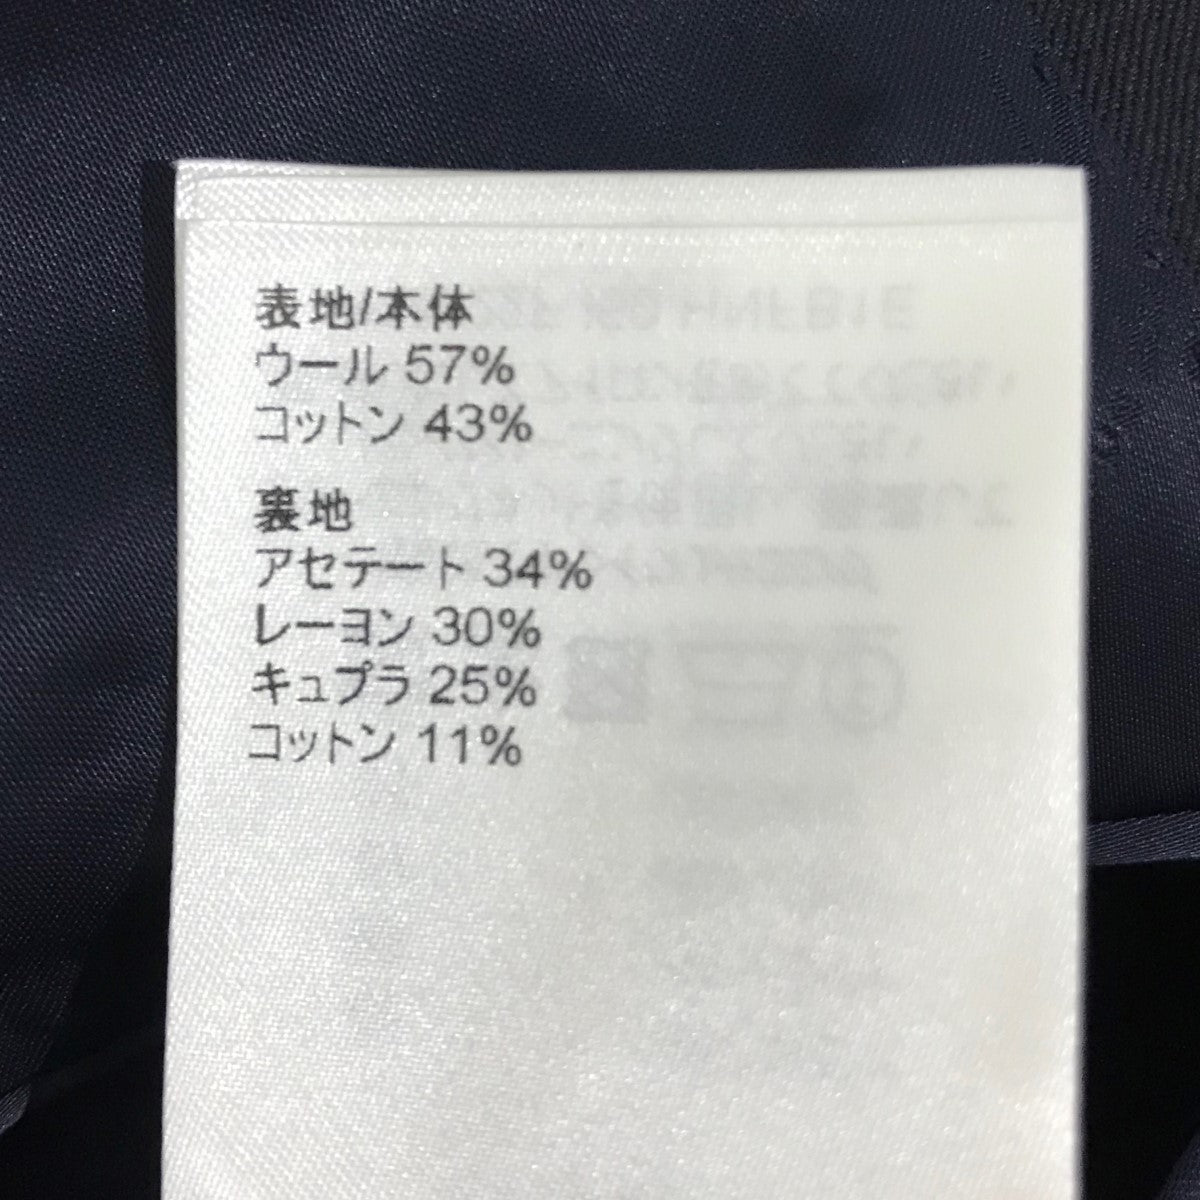 表地/本体
ウール 57%
コットン 43%
裏地
アセテート 34%
レーヨン 30%
キュプラ 25%
コットン 11%